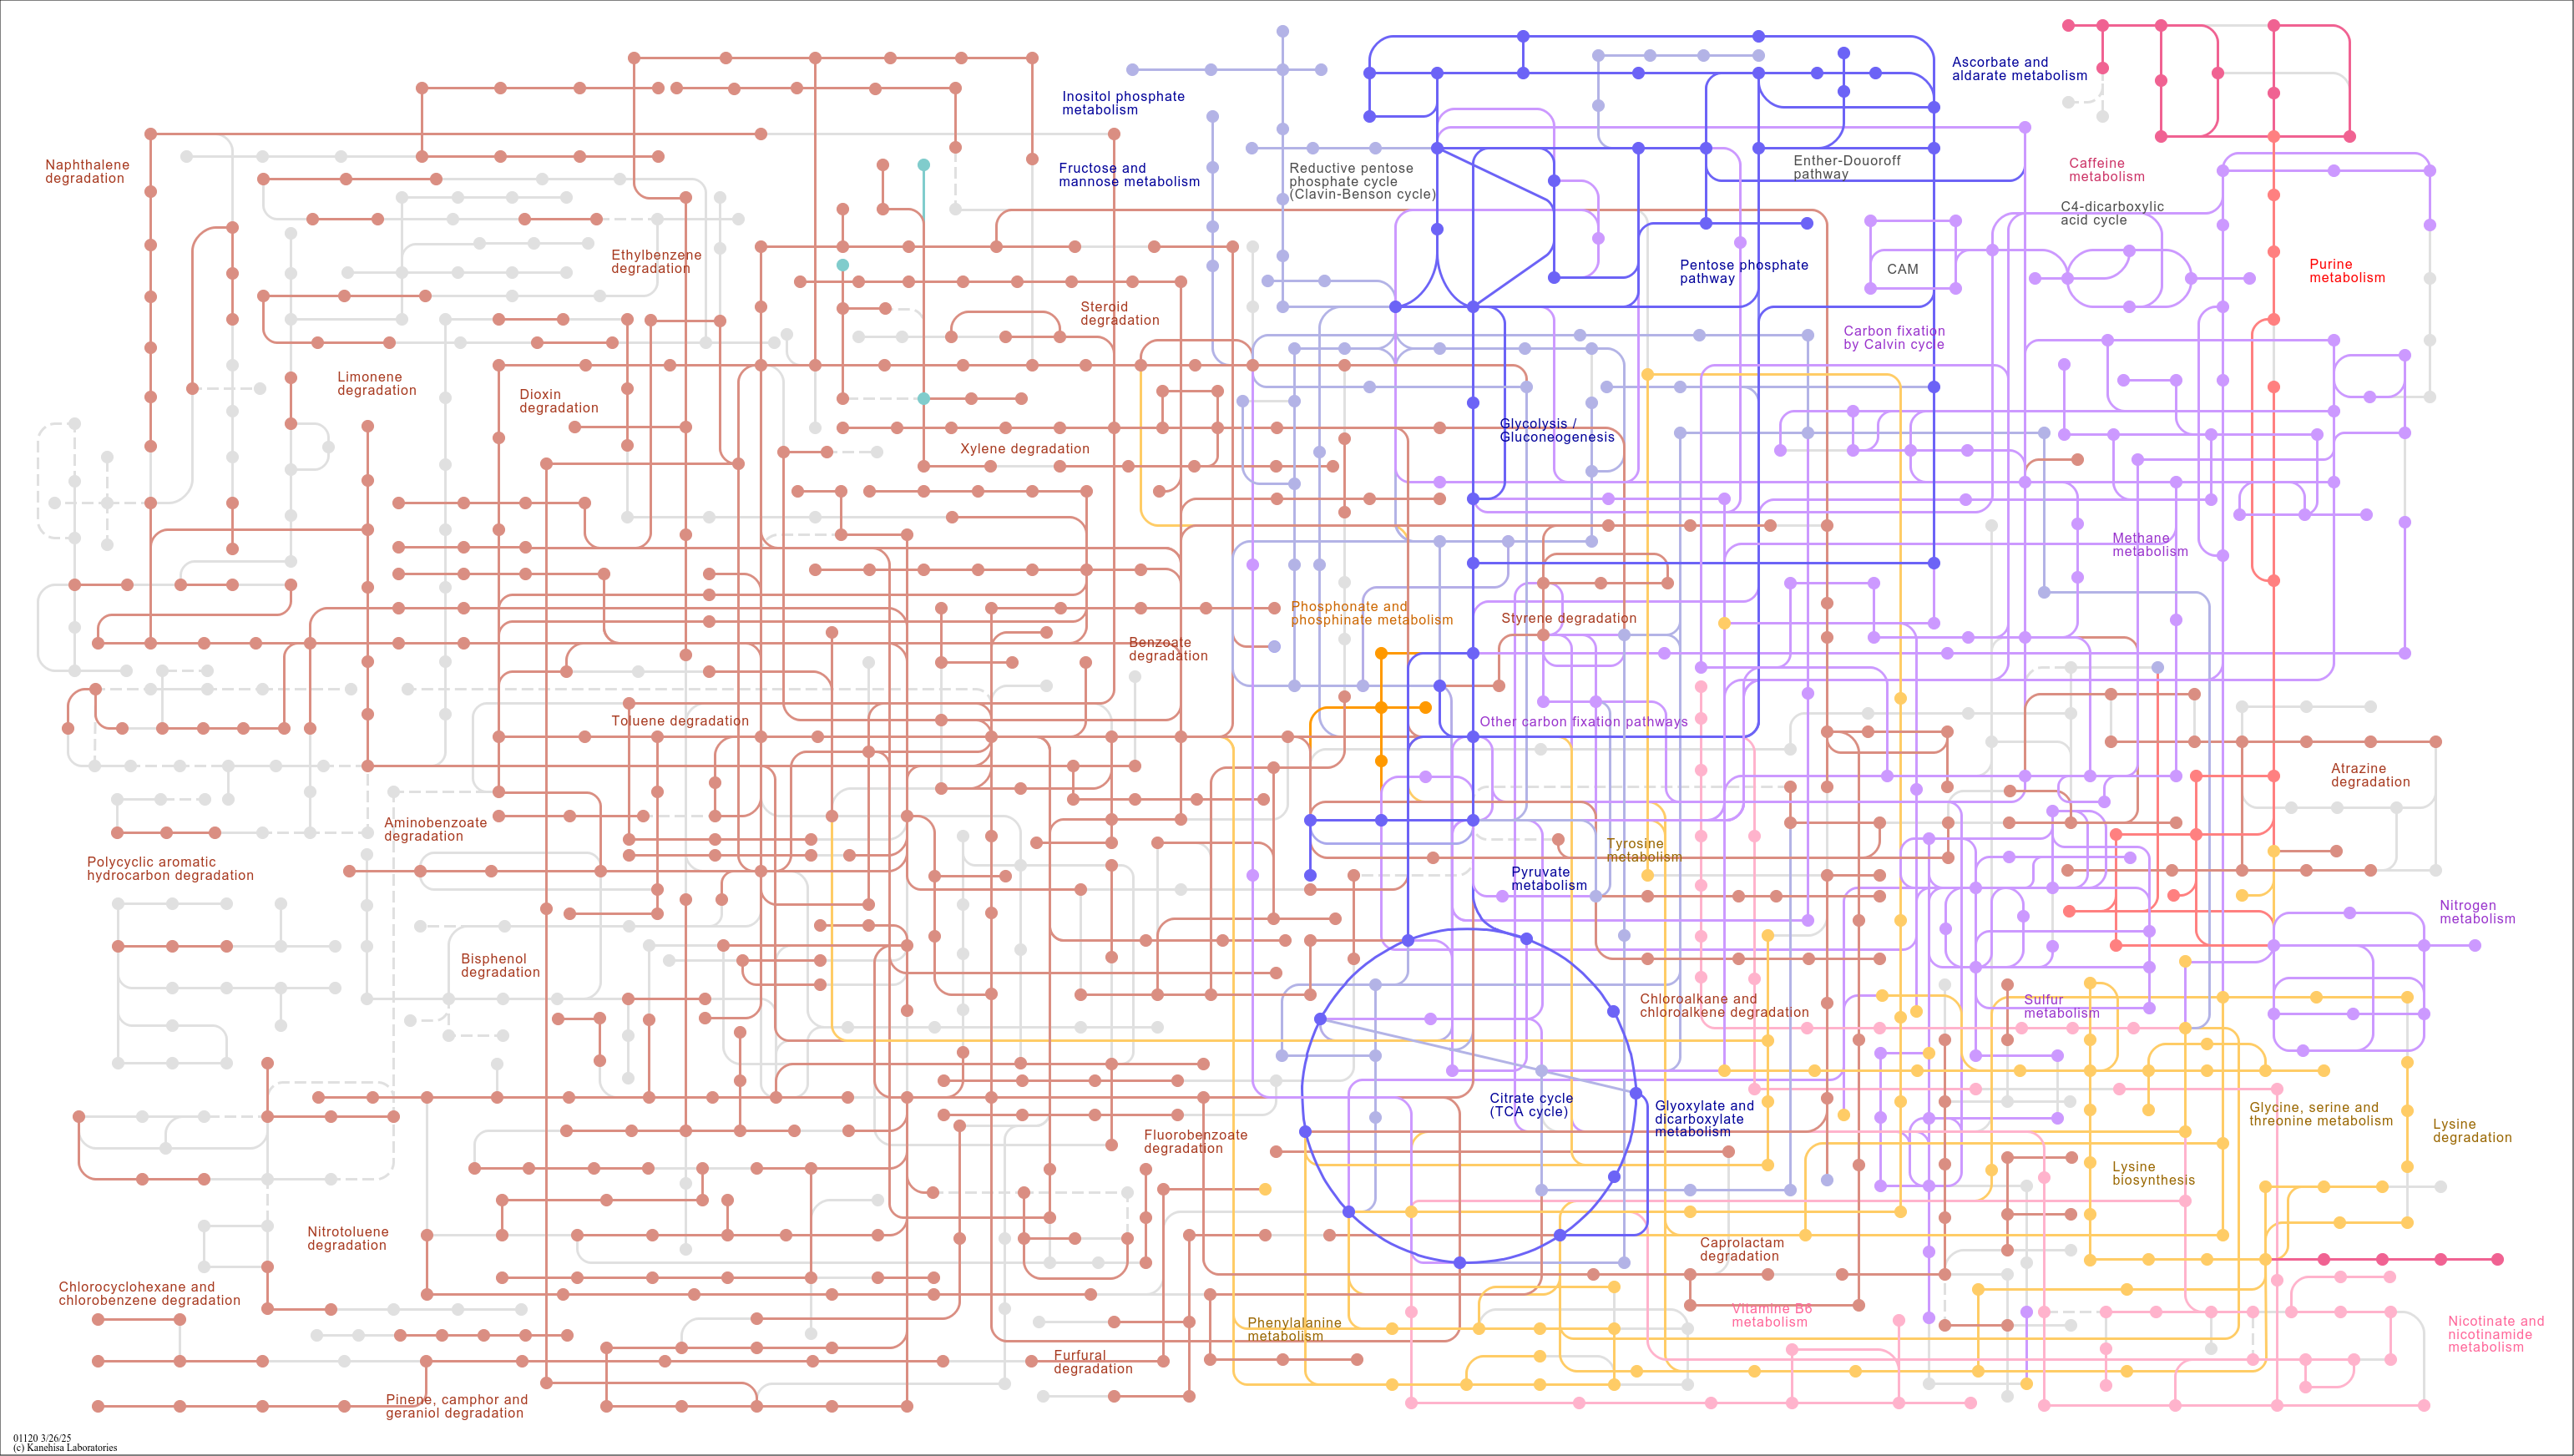 Naphthalene
degradation
Inositol phosphate
metabolism
Fructose and
mannose metabolism
Ascorbate and
aldarate metabolism
Reductive pentose
phosphate cycle
(Clavin-Benson cycle)
Enther-Douoroff
pathway
Caffeine
metabolism
C4-dicarboxylic
acid cycle
Ethylbenzene
degradation
Pentose phosphate
pathway
CAM
Purine
metabolism
Steroid
degradation
Carbon fixation
by Calvin cycle
Limonene
degradation
Dioxin
degradation
Xylene degradation
Glycolysis /
Gluconeogenesis
Methane
metabolism
Phosphonate and
phosphinate metabolism
Styrene degradation
Benzoate
degradation
Toluene degradation
Other carbon fixation pathways
Atrazine
degradation
Aminobenzoate
degradation
Polycyclic aromatic
hydrocarbon degradation
Tyrosine
metabolism
Pyruvate
metabolism
Nitrogen
metabolism
Bisphenol
degradation
Chloroalkane and
chloroalkene degradation
Sulfur
metabolism
Citrate cycle
(TCA cycle)
Glyoxylate and
dicarboxylate
metabolism
Glycine, serine and
threonine metabolism
Lysine
degradation
Fluorobenzoate
degradation
Lysine
biosynthesis
Nitrotoluene
degradation
Caprolactam
degradation
Chlorocyclohexane and
chlorobenzene degradation
Phenylalanine
metabolism
Vitamine B6
metabolism
Nicotinate and
nicotinamide
metabolism
Furfural
degradation
Pinene, camphor and
geraniol degradation
01120 3/26/25
(c) Kanehisa Laboratories